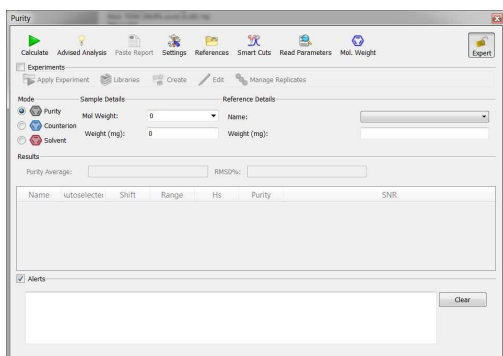 Purity
Calculate Advised Analysis Paste Report Settings References Smart Cuts Read Parameters Mol. Weight Expert
Experiments
Apply Experiment Libraries Create Edit Manage Replicates
Mode Sample Details Reference Details
Purity Mol Weight: 0 Name:
Counterion Weight (mg): 0 Weight (mg):
Solvent
Results
Purity Average: RMSD%:
Name utoselectec Shift Range Hs Purity SNR
Alerts
Clear